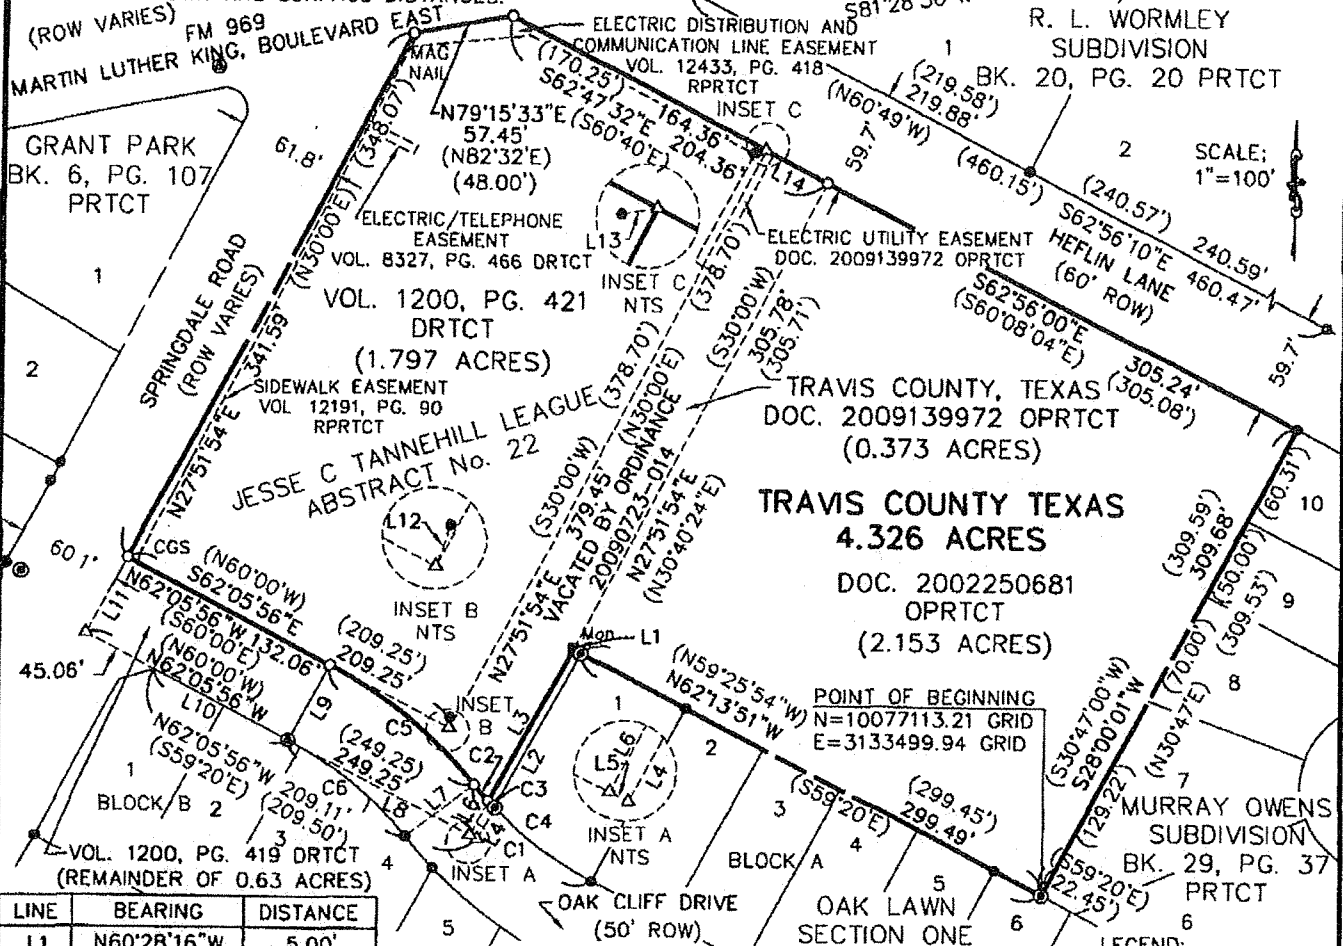 (ROW VARIES)
FM 969
MARTIN LUTHER KING, BOULEVARD EAST
MAG
NAIL
ELECTRIC DISTRIBUTION AND
COMMUNICATION LINE EASEMENT
VOL. 12433, PG. 418
RPRTCT
INSET C
S81°28'
R. L. WORMLEY
SUBDIVISION
BK. 20, PG. 20 PRTCT
1
2
(219.58')
219.88'
(N60°49'W)
(460.15')
(240.57')
S62°56'10"E
240.59'
460.47'
HEFLIN LANE
(60' ROW)
SCALE;
1"=100'
GRANT PARK
BK. 6, PG. 107
PRTCT
1
2
61.8'
(348.07')
(N30°00'E)
N79°15'33"E
57.45'
(N82°32'E)
(48.00')
(170.25')
S62°47'32"E
164.36'
(S60°40'E)
204.36'
59.7'
L14
L13
INSET C
NTS
ELECTRIC/TELEPHONE
EASEMENT
VOL. 8327, PG. 466 DRTCT
VOL. 1200, PG. 421
DRTCT
(1.797 ACRES)
ELECTRIC UTILITY EASEMENT
DOC. 2009139972 OPRTCT
S62°56'00"E
(S60°08'04"E)
305.24'
(305.08')
59.7'
SPRINGDALE ROAD
(ROW VARIES)
N27°51'54"E
341.59'
SIDEWALK EASEMENT
VOL 12191, PG. 90
RPRTCT
JESSE C TANNEHILL LEAGUE
ABSTRACT No. 22
(378.70')
(378.70')
(N30°00'E)
(S30°00'W)
305.78'
(305.71')
TRAVIS COUNTY, TEXAS
DOC. 2009139972 OPRTCT
(0.373 ACRES)
TRAVIS COUNTY TEXAS
4.326 ACRES
DOC. 2002250681
OPRTCT
(2.153 ACRES)
(S30°00'W)
379.45'
N27°51'54"E
VACATED BY ORDINANCE
20090723-014
N27°51'54"E
(N30°40'24"E)
L12
INSET B
NTS
60.1'
CGS
L11
45.06'
(N60°00'W)
S62°05'56"E
N62°05'56"W
132.06'
(S60°00'E)
(N60°00'W)
N62°05'56"W
L10
N62°05'56"W
209.11'
(S59°20'E)
(209.50')
(209.25')
209.25'
(249.25')
249.25'
L9
C5
C6
C2
L7
L8
INSET
B
L3
L2
C3
C4
C1
Mon
L1
(N59°25'54"W)
N62°13'51"W
POINT OF BEGINNING
N=10077113.21 GRID
E=3133499.94 GRID
(S30°47'00"W)
S28°00'01"W
(309.59')
309.68'
(60.31')
(50.00')
(309.53')
(70.00')
(N30°47'E)
(129.22')
10
9
8
7
6
MURRAY OWENS
SUBDIVISION
BK. 29, PG. 37
PRTCT
(S59°20'E)
22.45')
(S59°20'E)
(299.45')
299.49'
1
2
3
4
5
6
BLOCK A
L5
L6
L4
INSET A
NTS
INSET A
1
BLOCK B
2
3
4
5
VOL. 1200, PG. 419 DRTCT
(REMAINDER OF 0.63 ACRES)
OAK CLIFF DRIVE
(50' ROW)
OAK LAWN
SECTION ONE
LEGEND:
LINE BEARING DISTANCE
L1 N60°28'16"W 5.00'